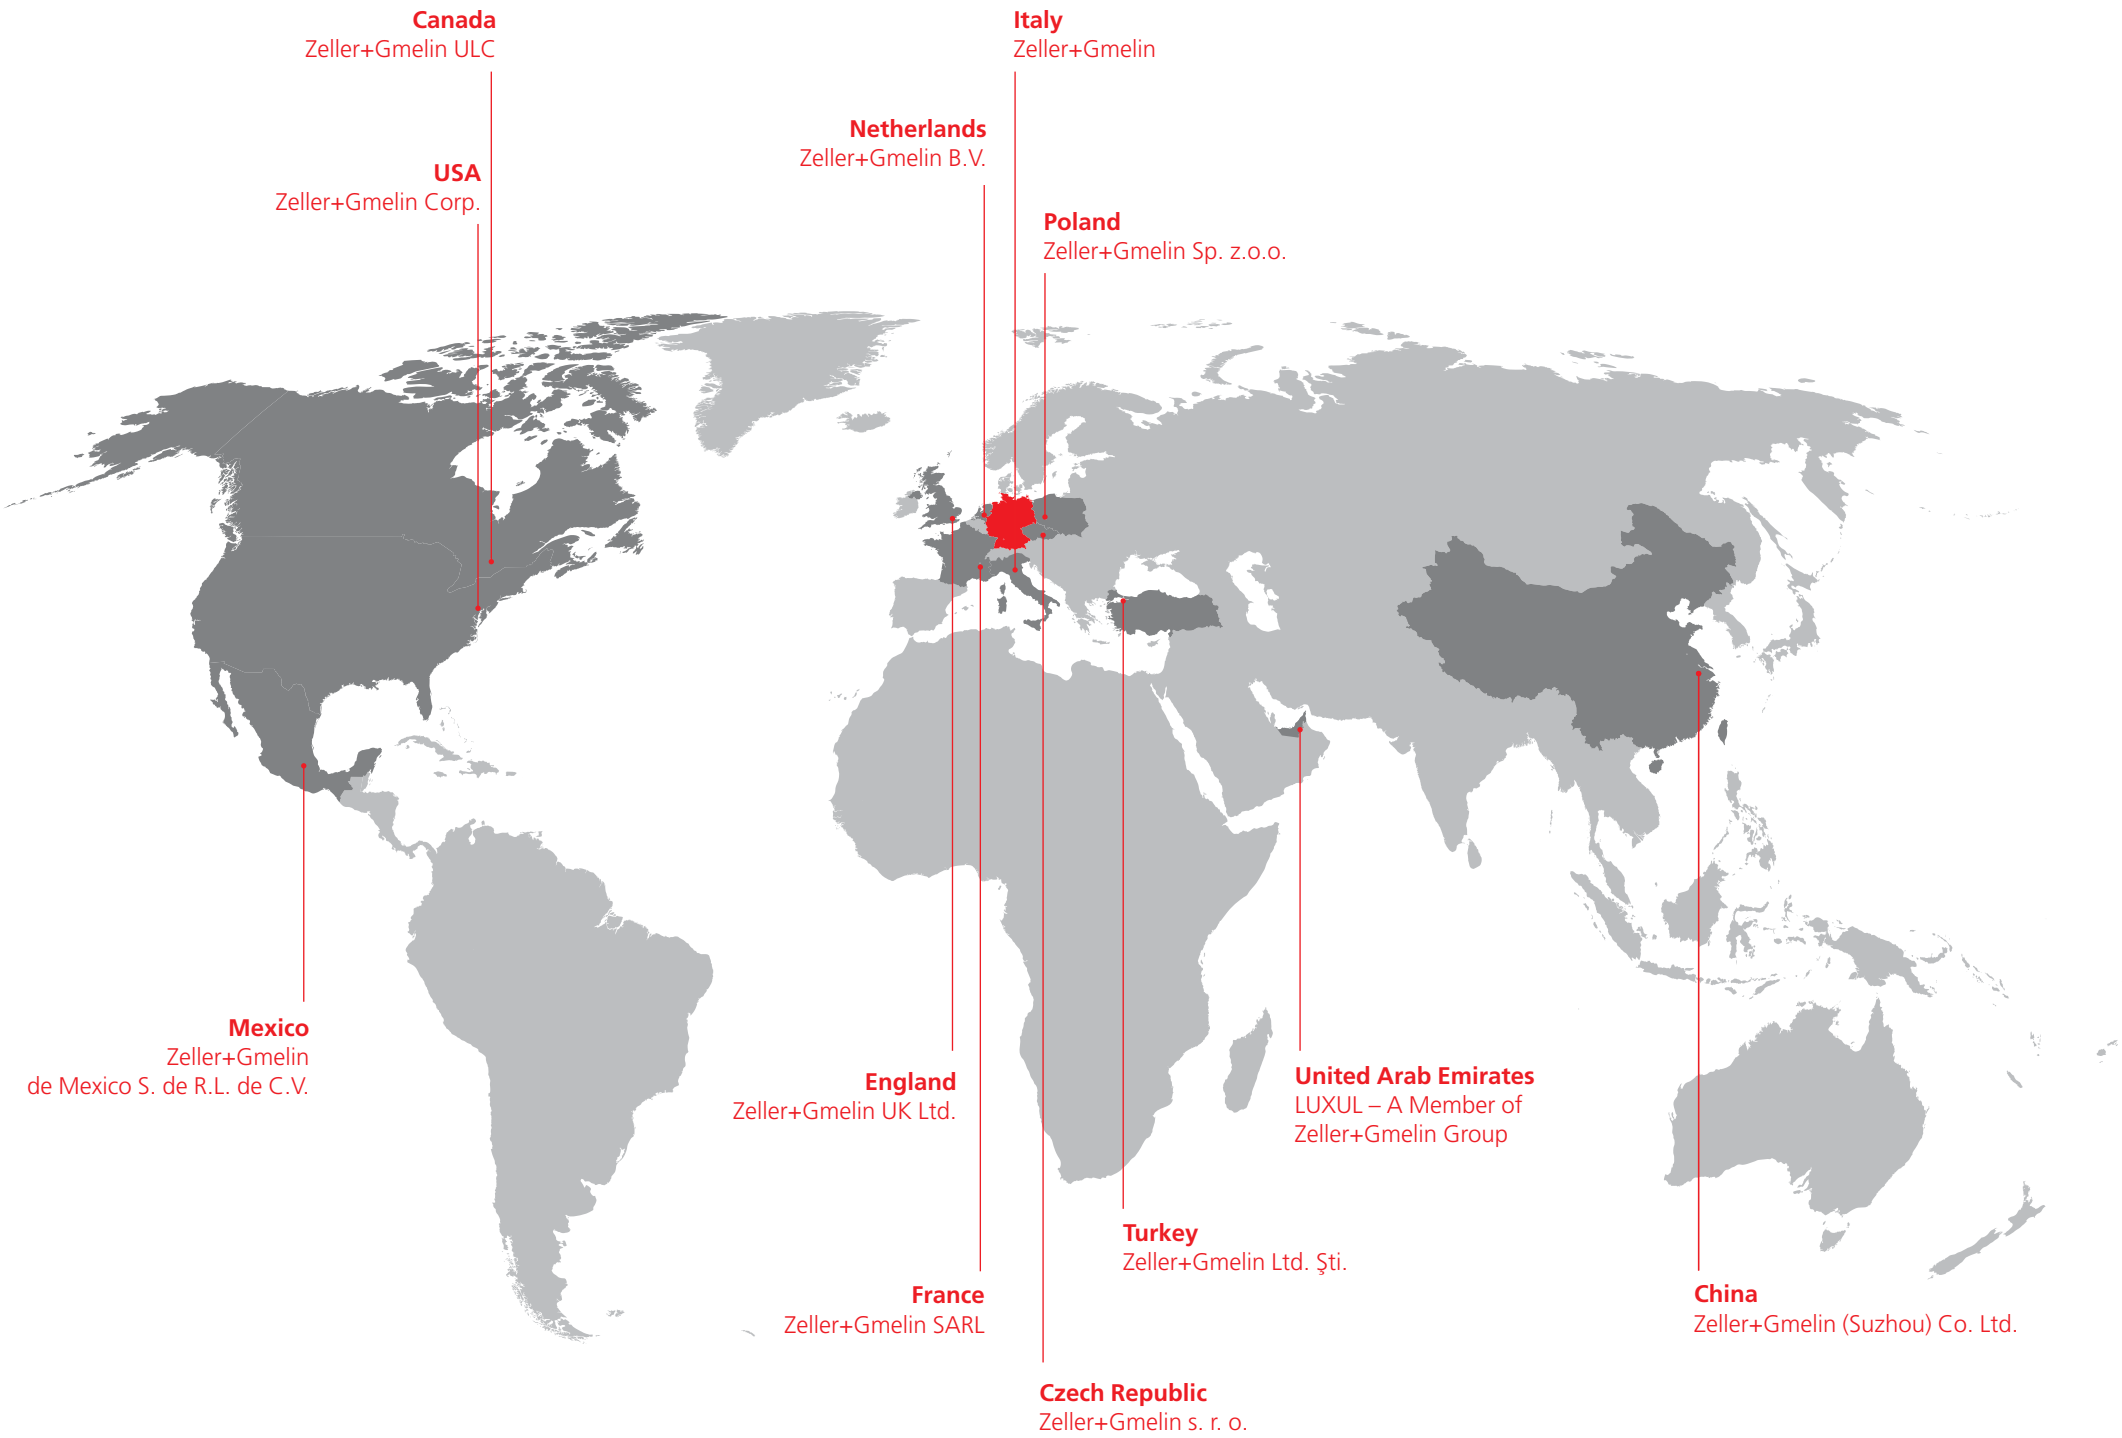 Canada
Zeller+Gmelin ULC
Italy
Zeller+Gmelin
Netherlands
Zeller+Gmelin B.V.
USA
Zeller+Gmelin Corp.
Poland
Zeller+Gmelin Sp. z.o.o.
Mexico
Zeller+Gmelin
de Mexico S. de R.L. de C.V.
England
Zeller+Gmelin UK Ltd.
United Arab Emirates
LUXUL – A Member of
Zeller+Gmelin Group
Turkey
Zeller+Gmelin Ltd. Şti.
France
Zeller+Gmelin SARL
China
Zeller+Gmelin (Suzhou) Co. Ltd.
Czech Republic
Zeller+Gmelin s. r. o.